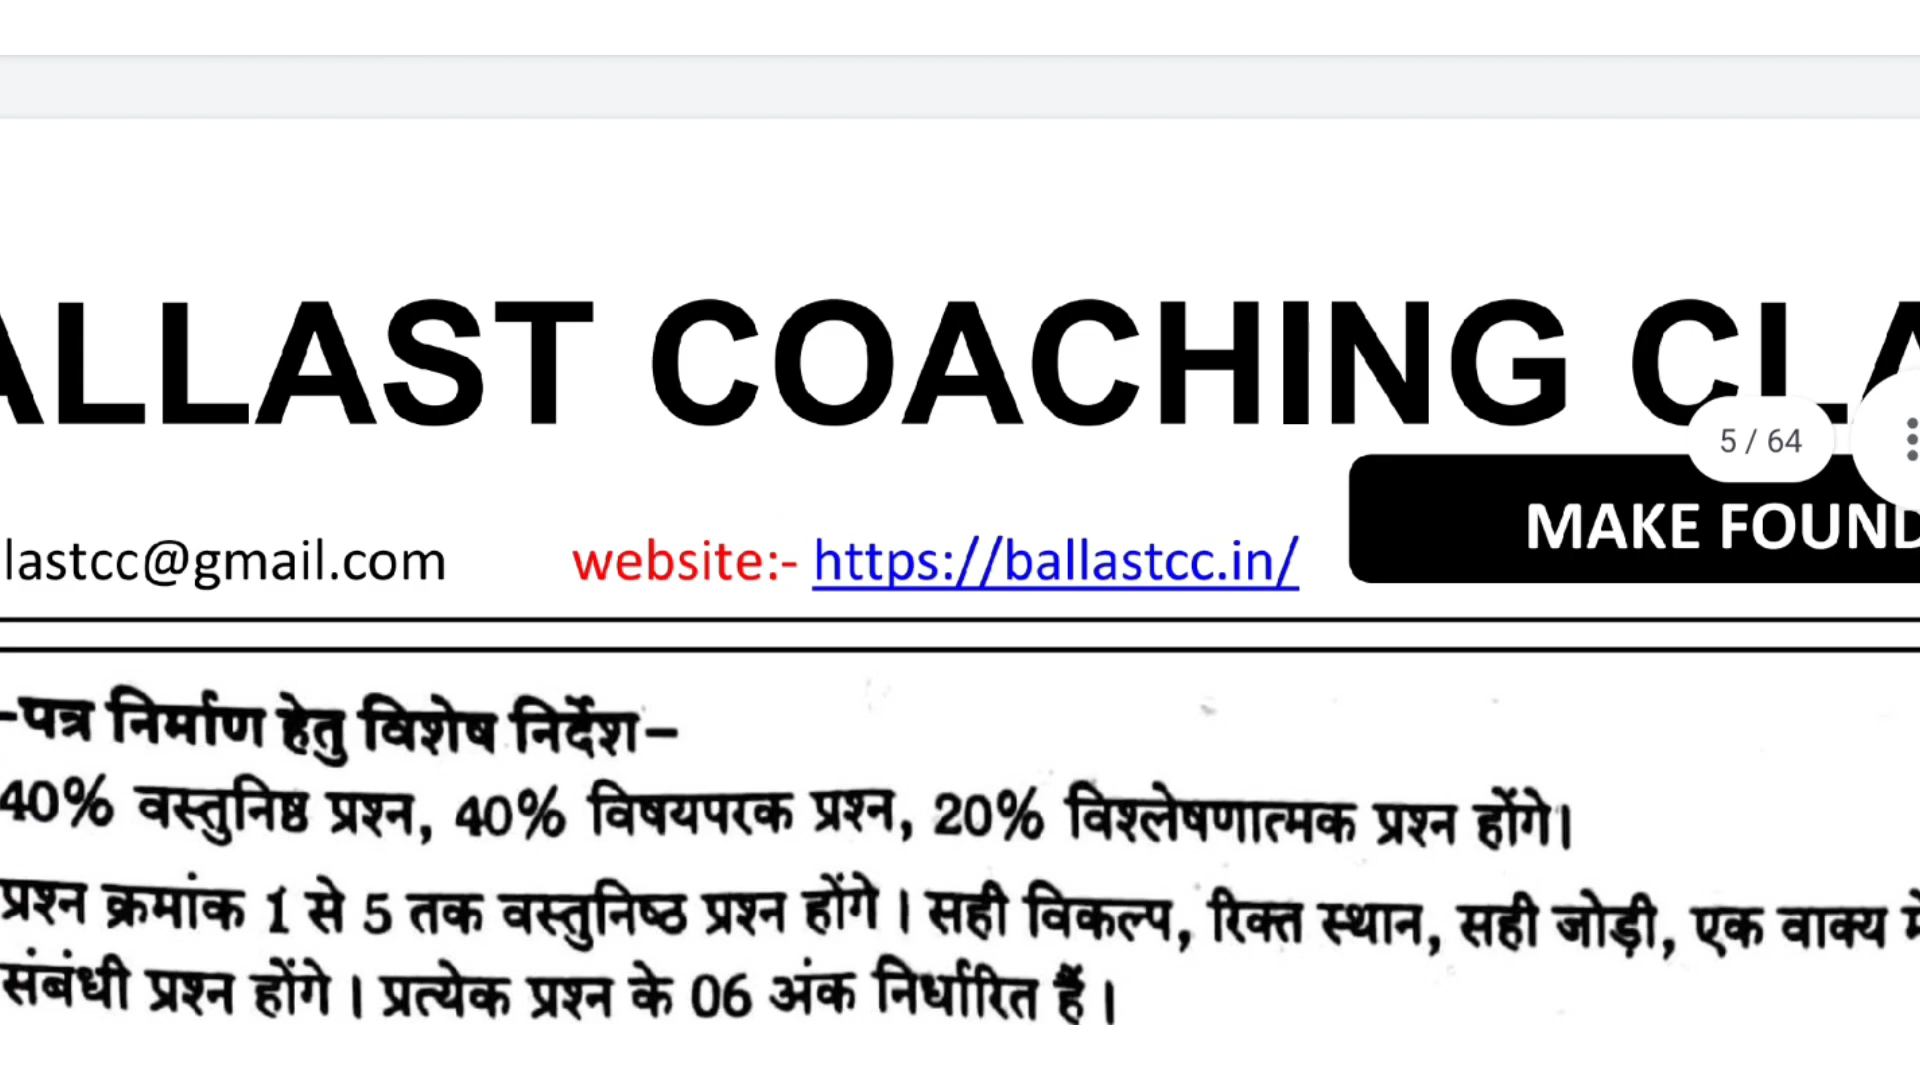 ALLAST COACHING CLA
5 / 64
MAKE FOUND
lastcc@gmail.com website:- https://ballastcc.in/
-पत्र निर्माण हेतु विशेष निर्देश–
40% वस्तुनिष्ठ प्रश्न, 40% विषयपरक प्रश्न, 20% विश्लेषणात्मक प्रश्न होंगे।
प्रश्न क्रमांक 1 से 5 तक वस्तुनिष्ठ प्रश्न होंगे । सही विकल्प, रिक्त स्थान, सही जोड़ी, एक वाक्य में
संबंधी प्रश्न होंगे । प्रत्येक प्रश्न के 06 अंक निर्धारित हैं ।